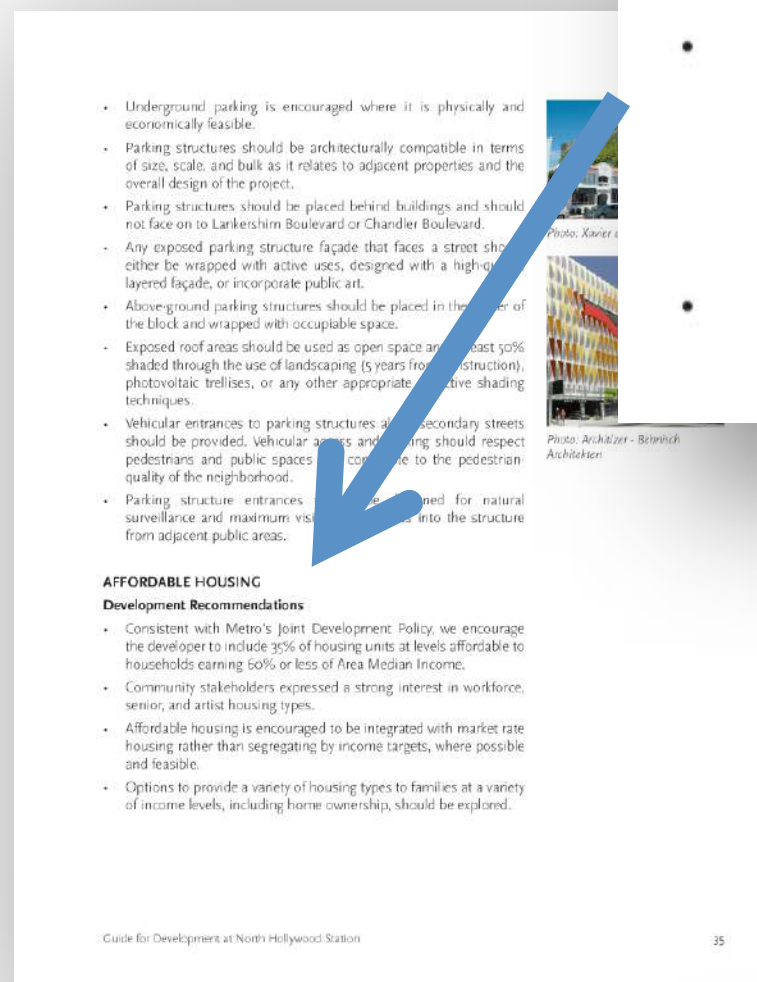 • Underground parking is encouraged where it is physically and
economically feasible.
• Parking structures should be architecturally compatible in terms
of size, scale, and bulk as it relates to adjacent properties and the
overall design of the project.
• Parking structures should be placed behind buildings and should
not face on to Lankershim Boulevard or Chandler Boulevard.
• Any exposed parking structure façade that faces a street
either be wrapped with active uses, designed with a
layered façade, or incorporate public art.
• Above-ground parking structures should be placed in the of
the block and wrapped with occupiable space.
• Exposed roof areas should be used as open space 50%
shaded through the use of landscaping (5 years
photovoltaic trellises, or any other appropriate shading
techniques.
• Vehicular entrances to parking structures secondary streets
should be provided. Vehicular and should respect
pedestrians and public spaces to the pedestrian-
quality of the neighborhood.
• Parking structure entrances for natural
surveillance and maximum into the structure
from adjacent public areas.
AFFORDABLE HOUSING
Development Recommendations
• Consistent with Metro's Joint Development Policy, we encourage
the developer to include 35% of housing units at levels affordable to
households earning 60% or less of Area Median Income.
• Community stakeholders expressed a strong interest in workforce,
senior, and artist housing types.
• Affordable housing is encouraged to be integrated with market rate
housing rather than segregating by income targets, where possible
and feasible.
• Options to provide a variety of housing types to families at a variety
of income levels, including home ownership, should be explored.
Photo: Xavier
Photo: Architizer - Behnisch
Architekten
Guide for Development at North Hollywood Station
35